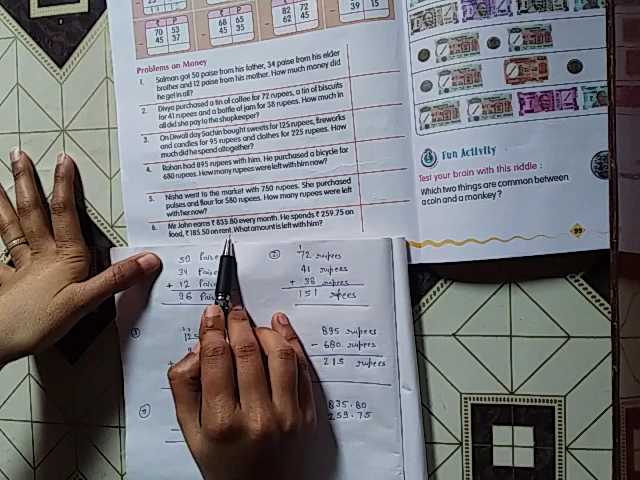 ₹ P
70 53
45 37
₹ P
68 65
- 45 35
82 72
- 62 45
- 39 15
Problems on Money
1. Salman got 50 paise from his father, 34 paise from his elder
brother and 12 paise from his mother. How much money did
he get in all?
2. Divya purchased a tin of coffee for 72 rupees, a tin of biscuits
for 41 rupees and a bottle of jam for 38 rupees. How much in
all did she pay to the shopkeeper?
3. On Diwali day Sachin bought sweets for 125 rupees, fireworks
and candles for 95 rupees and clothes for 225 rupees. How
much did he spend altogether?
4. Rohan had 895 rupees with him. He purchased a bicycle for
680 rupees. How many rupees were left with him now?
5. Nisha went to the market with 750 rupees. She purchased
pulses and flour for 580 rupees. How many rupees were left
with her now?
6. Mr John earns ₹ 835.80 every month. He spends ₹ 259.75 on
food, ₹ 185.50 on rent. What amount is left with him?
Fun Activity
Test your brain with this riddle :
Which two things are common between
a coin and a monkey?
99
50 Paise
34 Paise
+ 12 Paise
96 Paise
②
1
72 rupees
41 rupees
+ 38 rupees
151 rupees
③
1 1
125
+
895 rupees
- 680 rupees
215 rupees
⑤
835.80
259.75